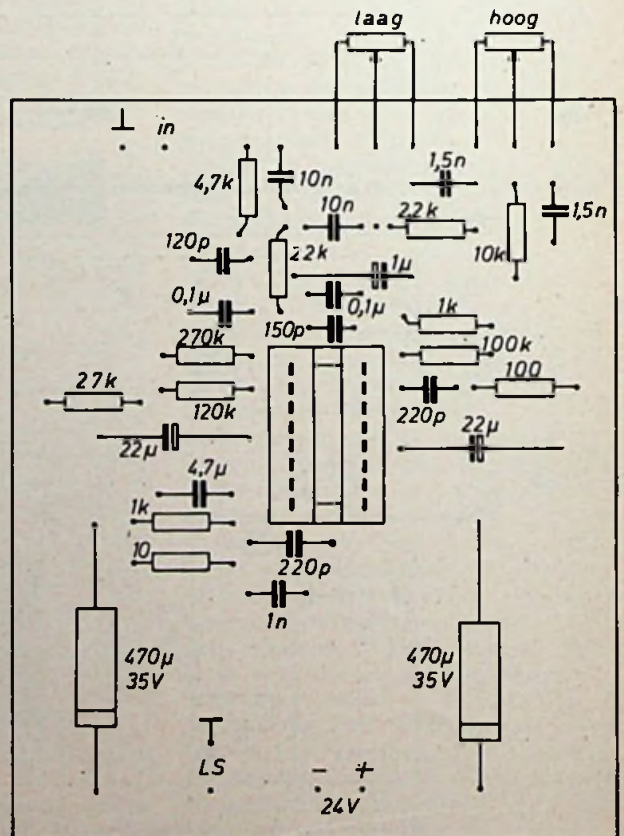 laag
hoog
in
4,7k
10n
1,5n
10n
2,2k
1,5n
120p
22k
1µ
10k
0,1µ
0,1µ
1k
150p
270k
100k
27k
100
120k
220p
22µ
22µ
4,7µ
1k
10
220p
1n
470µ
35V
470µ
35V
LS
- +
24V